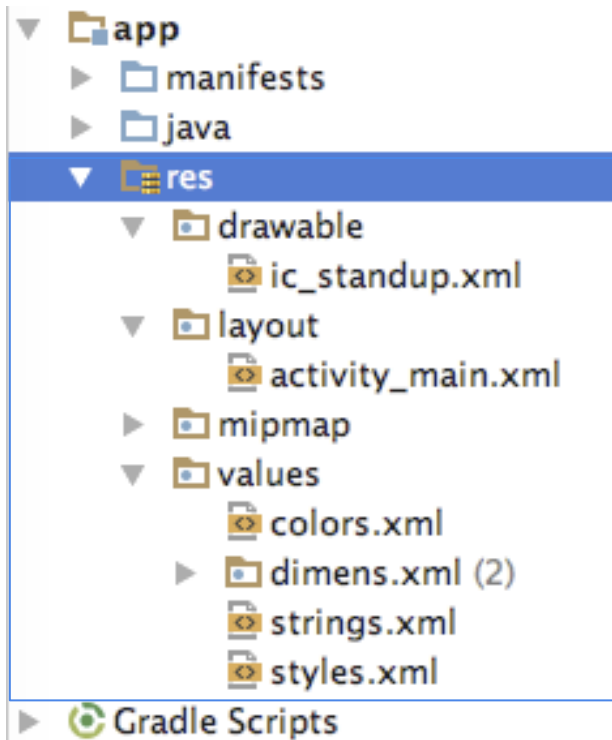 app
manifests
java
res
drawable
ic_standup.xml
layout
activity_main.xml
mipmap
values
colors.xml
dimens.xml (2)
strings.xml
styles.xml
Gradle Scripts